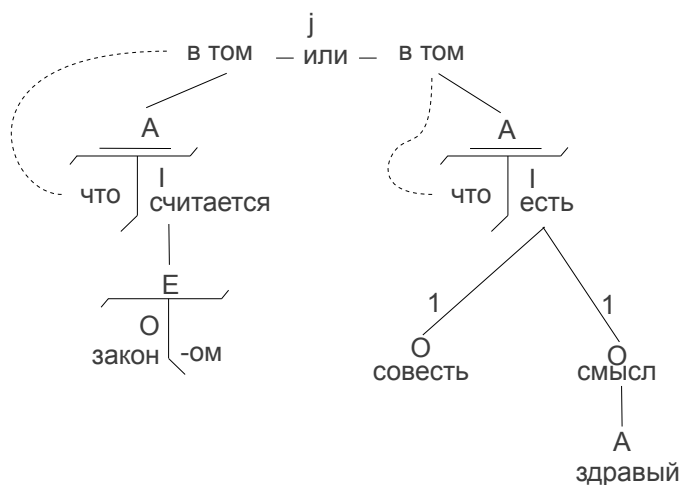 j
в том — или — в том
А А
что I что I
считается есть
Е
О 1 1
закон -ом О О
совесть смысл
А
здравый